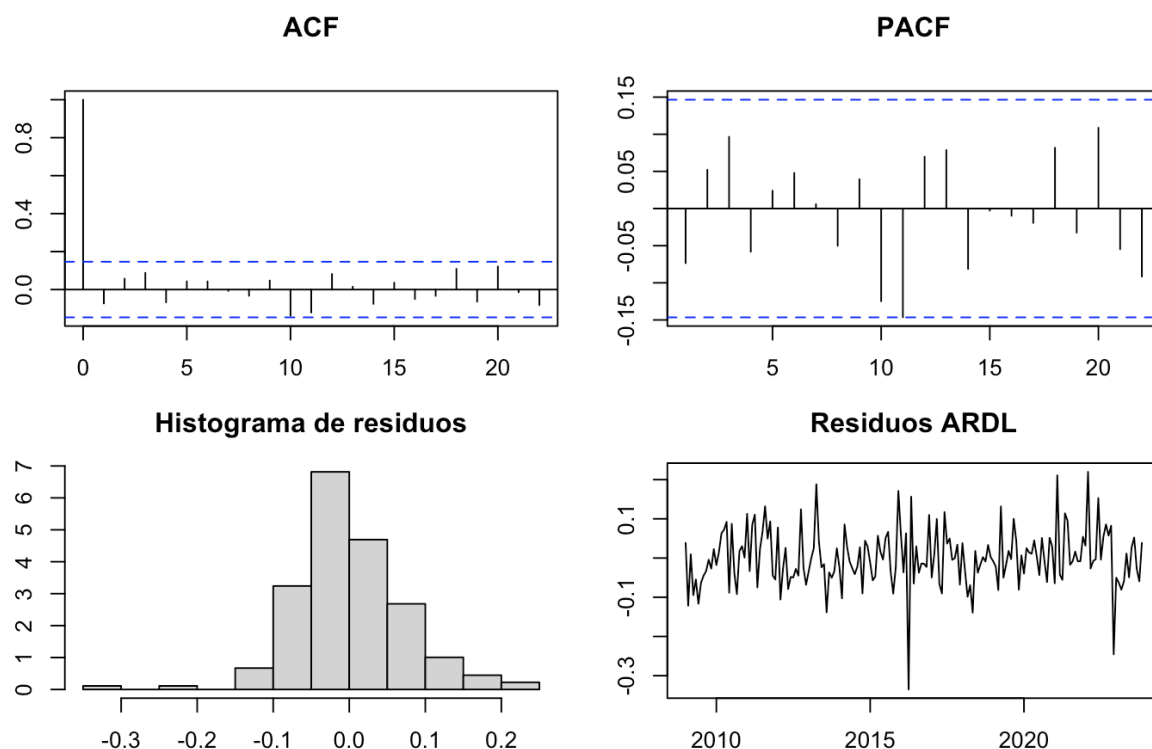 ACF
0.0 0.4 0.8
0 5 10 15 20
PACF
-0.15 -0.05 0.05 0.15
5 10 15 20
Histograma de residuos
0 1 2 3 4 5 6 7
-0.3 -0.2 -0.1 0.0 0.1 0.2
Residuos ARDL
-0.3 -0.1 0.1
2010 2015 2020